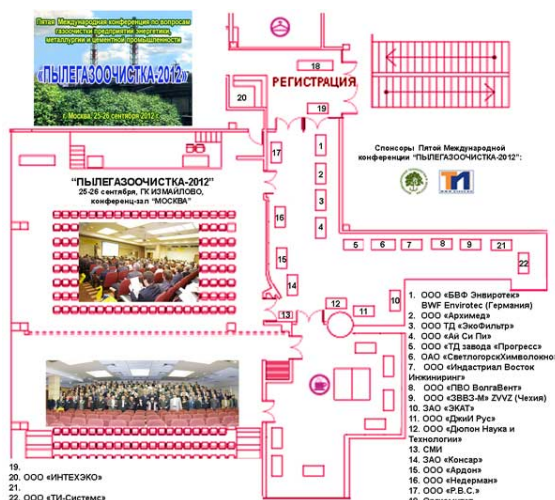 Пятая Международная конференция по вопросам
газоочистки предприятий энергетики,
металлургии и цементной промышленности
«ПЫЛЕГАЗООЧИСТКА-2012»
г. Москва, 25-26 сентября 2012 г.
18
РЕГИСТРАЦИЯ
20
19
17
1
2
3
4
Спонсоры Пятой Международной
конференции "ПЫЛЕГАЗООЧИСТКА-2012":
"ПЫЛЕГАЗООЧИСТКА-2012"
25-26 сентября, ГК ИЗМАЙЛОВО,
конференц-зал "МОСКВА"
16
5
6
7
8
9
21
22
15
14
13
12
11
10
1. ООО «БВФ Энвиротек»
BWF Envirotec (Германия)
2. ООО «Архимед»
3. ООО ТД «ЭкоФильтр»
4. ООО «Ай Си Пи»
5. ООО «ТД завода «Прогресс»
6. ОАО «СветлогорскХимволокно»
7. ООО «Индастриал Восток
Инжиниринг»
8. ООО «ПВО ВолгаВент»
9. ООО «ЗВВЗ-М» ZVVZ (Чехия)
10. ЗАО «ЭКАТ»
11. ООО «ДжиИ Рус»
12. ООО «Дюпон Наука и
Технологии»
13. СМИ
14. ЗАО «Консар»
15. ООО «Ардон»
16. ООО «Недерман»
17. ООО «P.B.C.»
19.
20. ООО «ИНТЕХЭКО»
21.
22. ООО «ТИ-Системс»